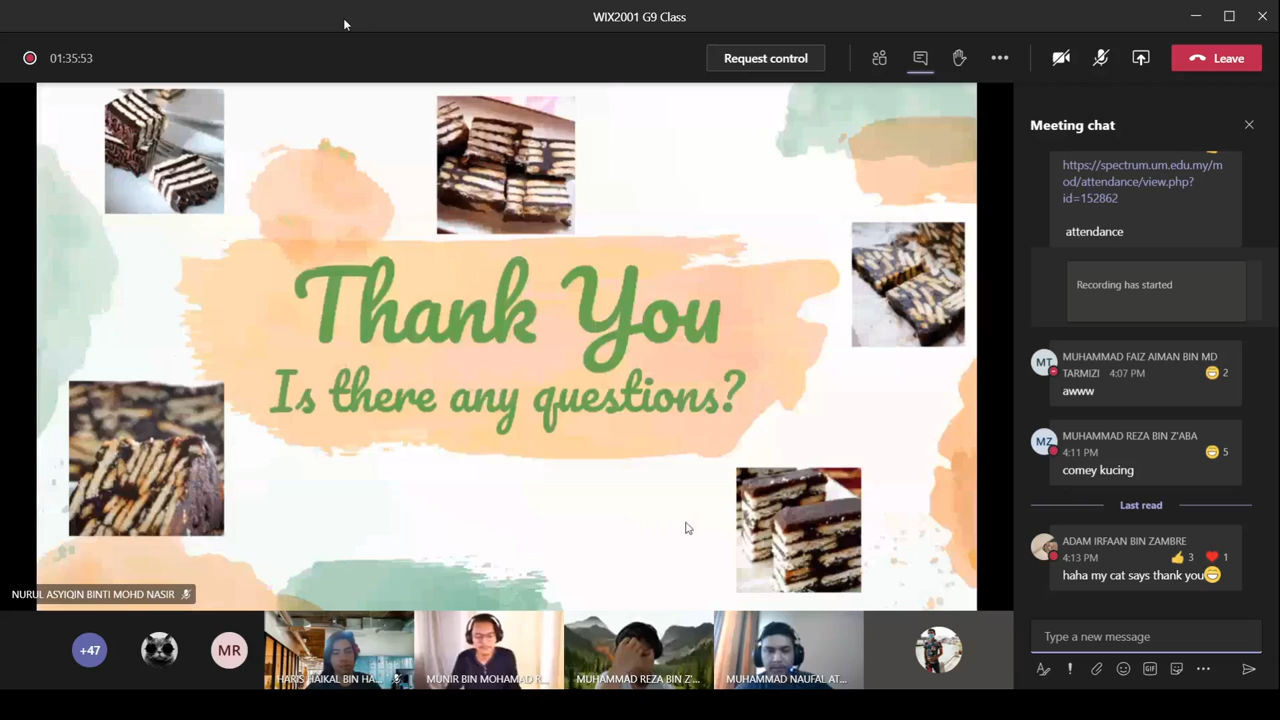 WIX2001 G9 Class
01:35:53
Request control
Leave
Thank You
Is there any questions?
NURUL ASYIQIN BINTI MOHD NASIR
+47
MR
HARIS HAIKAL BIN HA...
MUNIR BIN MOHAMAD R...
MUHAMMAD REZA BIN Z'...
MUHAMMAD NAUFAL AT...
Meeting chat
https://spectrum.um.edu.my/m
od/attendance/view.php?
id=152862
attendance
Recording has started
MT
MUHAMMAD FAIZ AIMAN BIN MD
TARMIZI 4:07 PM 2
awww
MZ
MUHAMMAD REZA BIN Z'ABA
4:11 PM 5
comey kucing
Last read
ADAM IRFAAN BIN ZAMBRE
4:13 PM 3 1
haha my cat says thank you
Type a new message
GIF